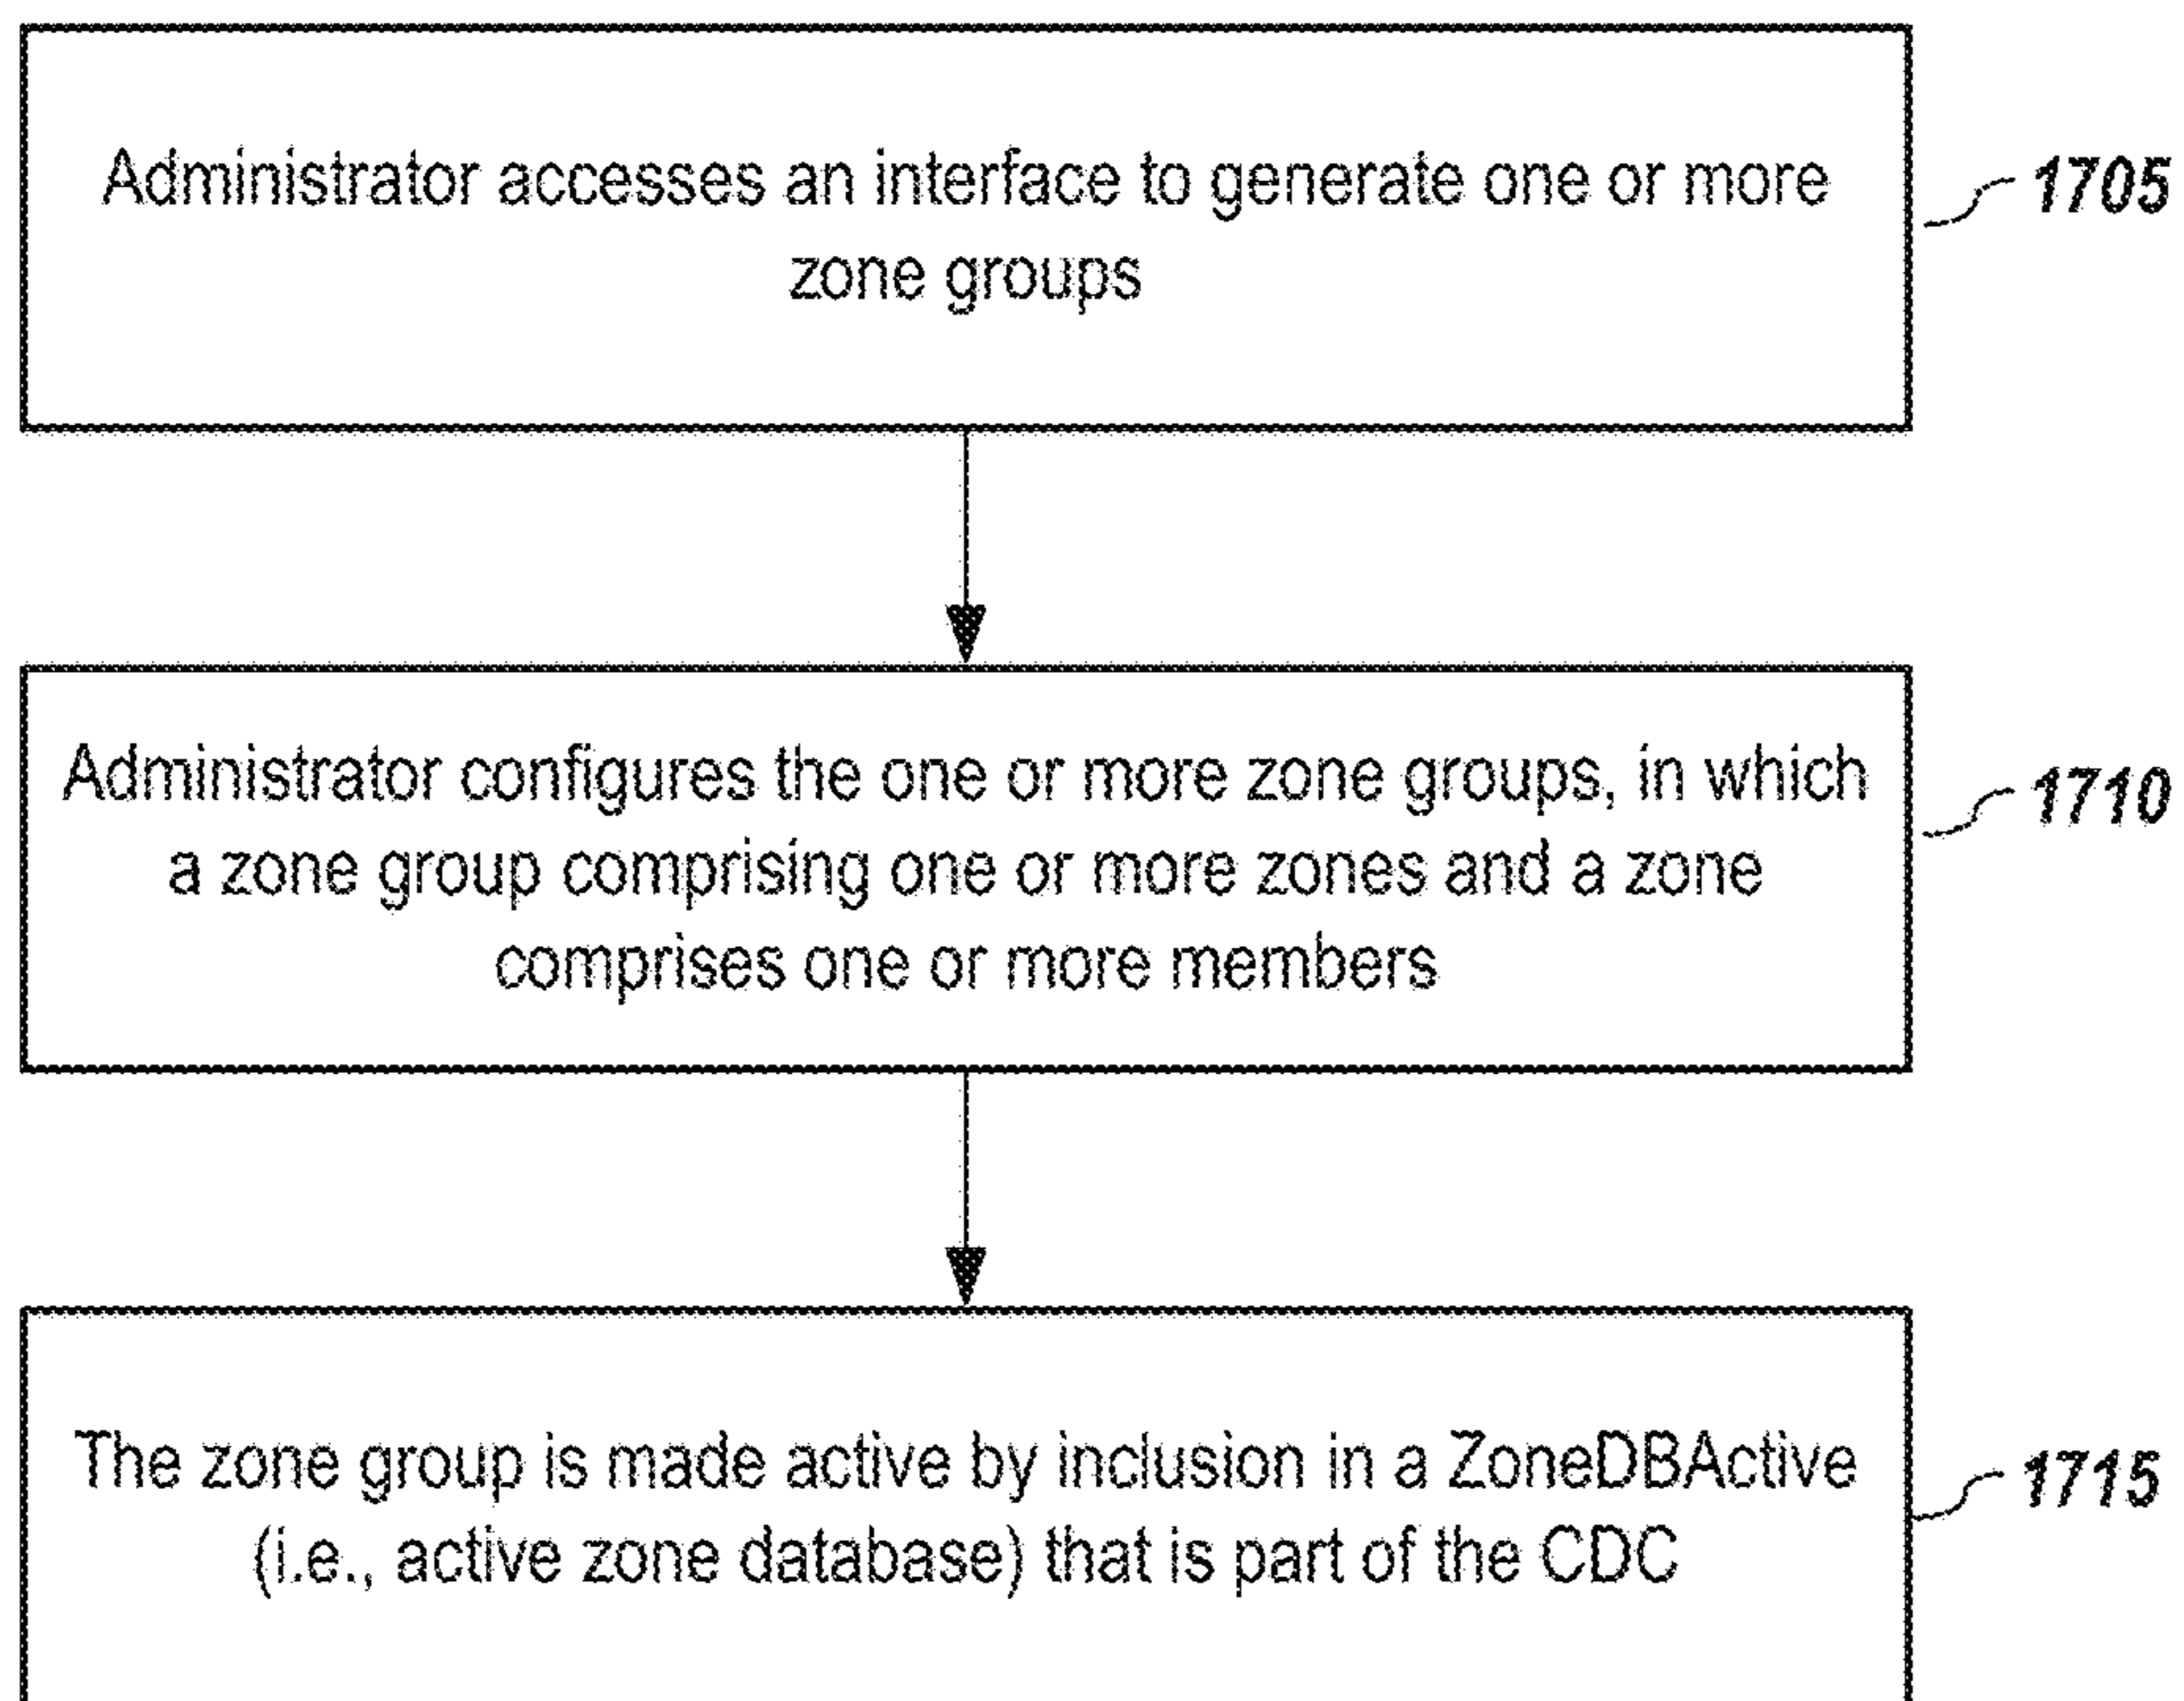 Administrator accesses an interface to generate one or more
zone groups
1705
Administrator configures the one or more zone groups, in which
a zone group comprising one or more zones and a zone
comprises one or more members
1710
The zone group is made active by inclusion in a ZoneDBActive
(i.e., active zone database) that is part of the CDC
1715